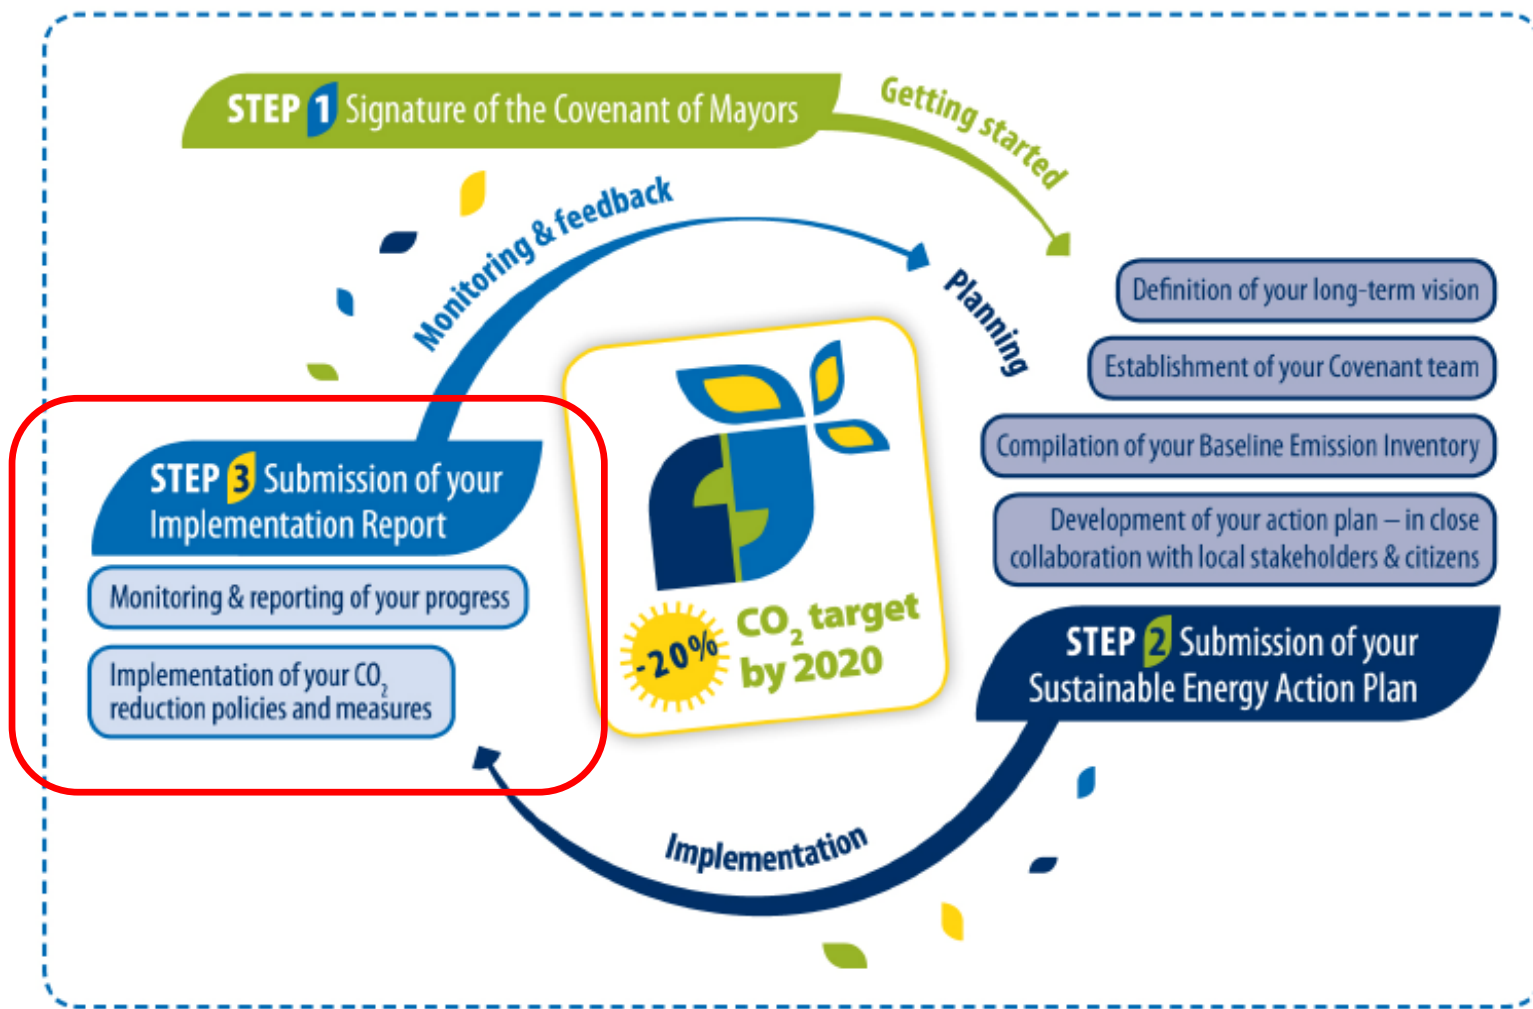 STEP 1 Signature of the Covenant of Mayors
Getting started
Monitoring & feedback
Planning
Definition of your long-term vision
Establishment of your Covenant team
Compilation of your Baseline Emission Inventory
Development of your action plan – in close
collaboration with local stakeholders & citizens
STEP 2 Submission of your
Sustainable Energy Action Plan
Implementation
STEP 3 Submission of your
Implementation Report
Monitoring & reporting of your progress
Implementation of your CO₂
reduction policies and measures
-20%
CO₂ target
by 2020